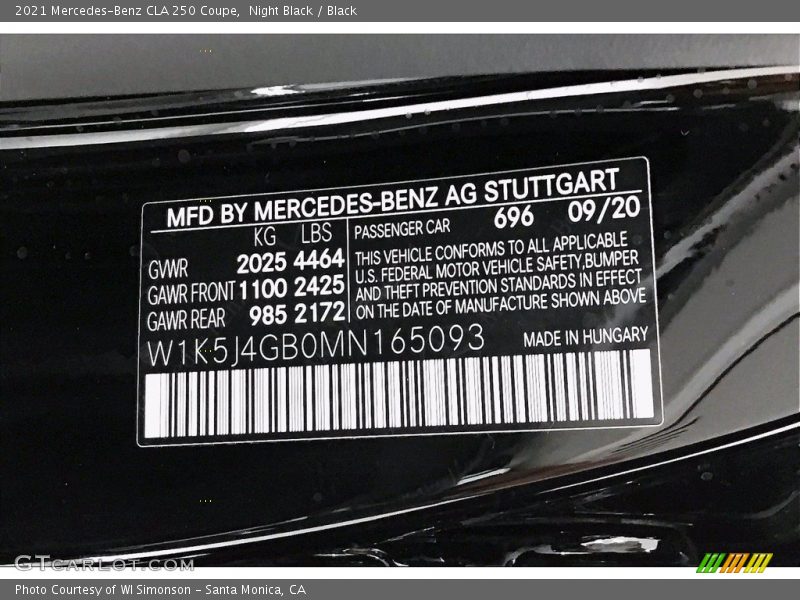 2021 Mercedes-Benz CLA 250 Coupe, Night Black / Black
MFD BY MERCEDES-BENZ AG STUTTGART
KG LBS
GWR 2025 4464
GAWR FRONT 1100 2425
GAWR REAR 985 2172
PASSENGER CAR 696 09/20
THIS VEHICLE CONFORMS TO ALL APPLICABLE
U.S. FEDERAL MOTOR VEHICLE SAFETY,BUMPER
AND THEFT PREVENTION STANDARDS IN EFFECT
ON THE DATE OF MANUFACTURE SHOWN ABOVE
W1K5J4GB0MN165093
MADE IN HUNGARY
GTcarlot.com
Photo Courtesy of WI Simonson - Santa Monica, CA